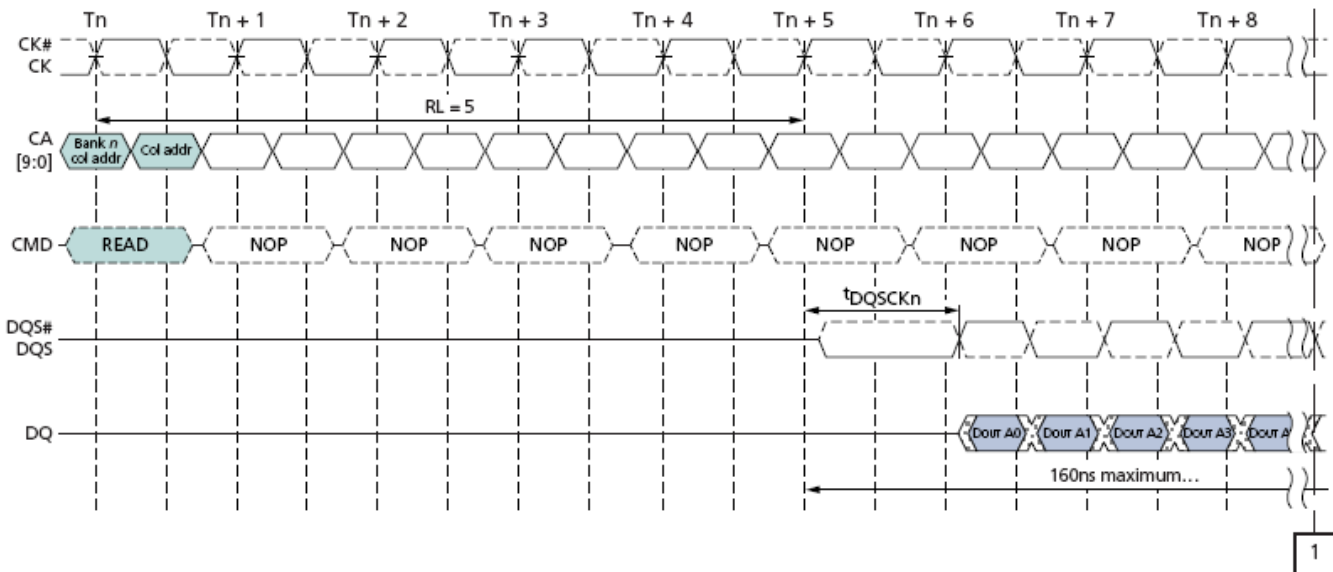 Tn Tn + 1 Tn + 2 Tn + 3 Tn + 4 Tn + 5 Tn + 6 Tn + 7 Tn + 8
CK#
CK
RL = 5
CA
[9:0]
Bank n
col addr
Col addr
CMD READ NOP NOP NOP NOP NOP NOP NOP NOP
tDQSCKn
DQS#
DQS
DQ DOUT A0 DOUT A1 DOUT A2 DOUT A3 DOUT A
160ns maximum...
1